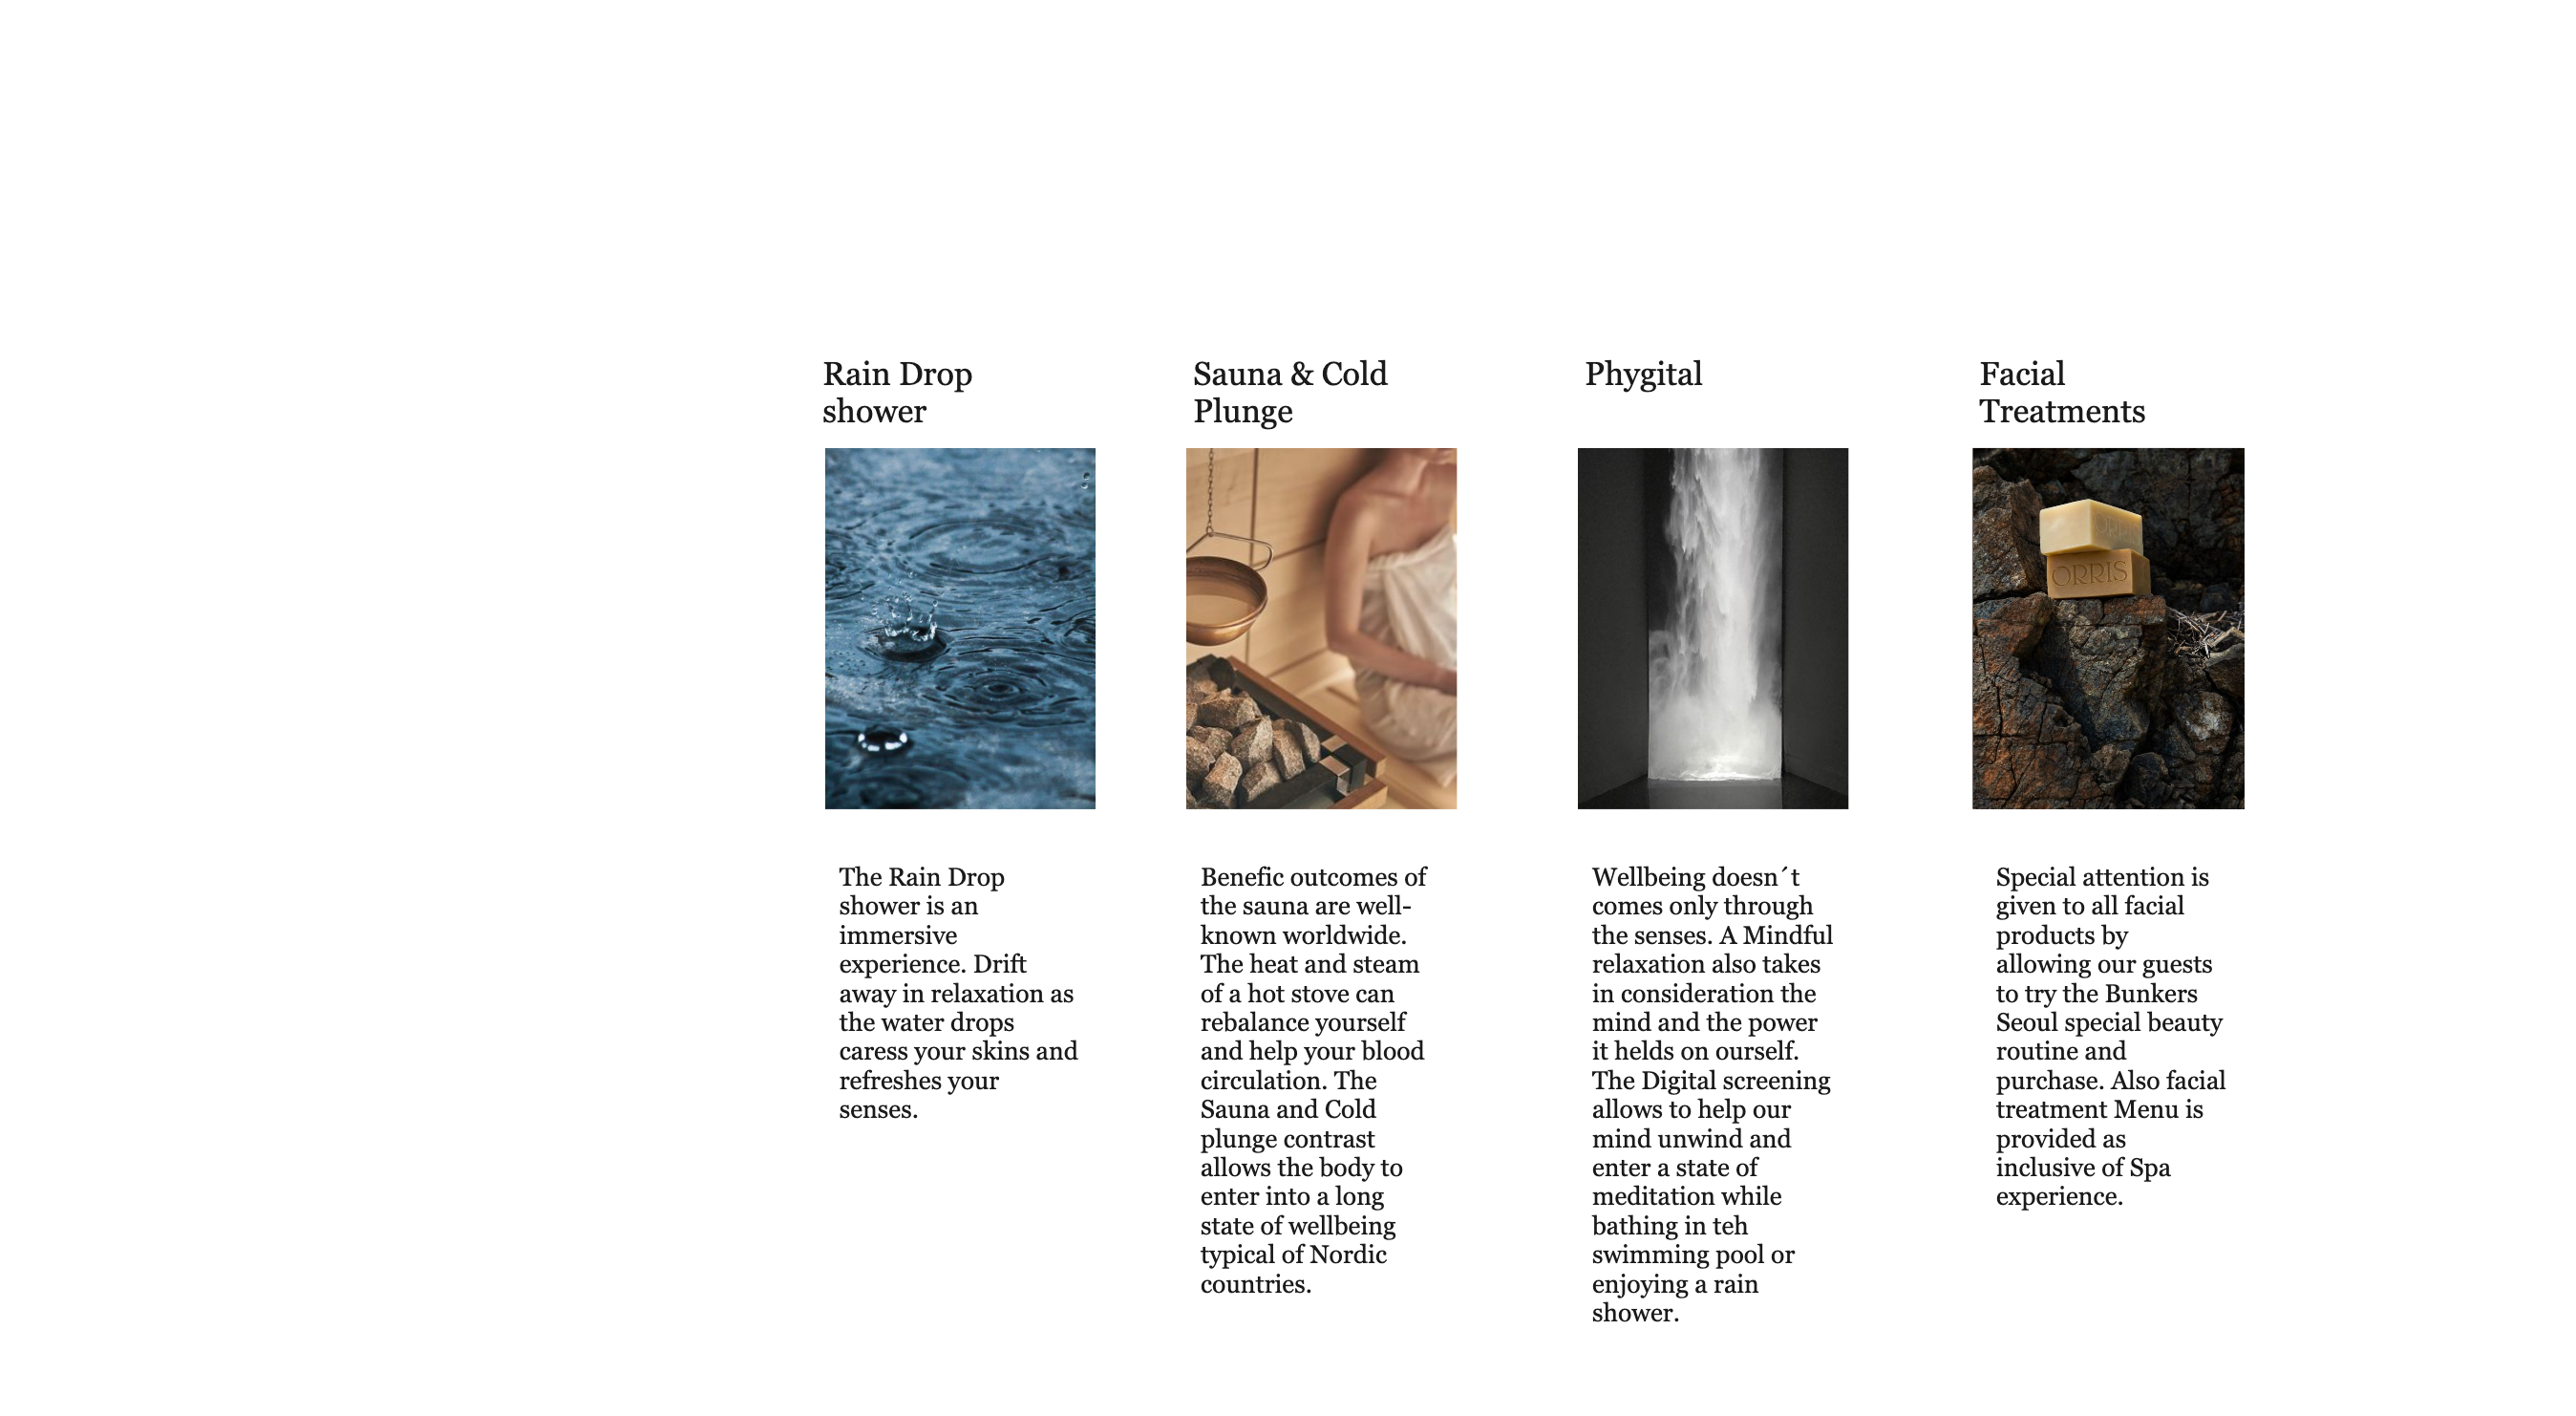 Rain Drop
shower
Sauna & Cold
Plunge
Phygital
Facial
Treatments
ORRIS
The Rain Drop
shower is an
immersive
experience. Drift
away in relaxation as
the water drops
caress your skins and
refreshes your
senses.
Benefic outcomes of
the sauna are well-
known worldwide.
The heat and steam
of a hot stove can
rebalance yourself
and help your blood
circulation. The
Sauna and Cold
plunge contrast
allows the body to
enter into a long
state of wellbeing
typical of Nordic
countries.
Wellbeing doesn´t
comes only through
the senses. A Mindful
relaxation also takes
in consideration the
mind and the power
it helds on ourself.
The Digital screening
allows to help our
mind unwind and
enter a state of
meditation while
bathing in teh
swimming pool or
enjoying a rain
shower.
Special attention is
given to all facial
products by
allowing our guests
to try the Bunkers
Seoul special beauty
routine and
purchase. Also facial
treatment Menu is
provided as
inclusive of Spa
experience.